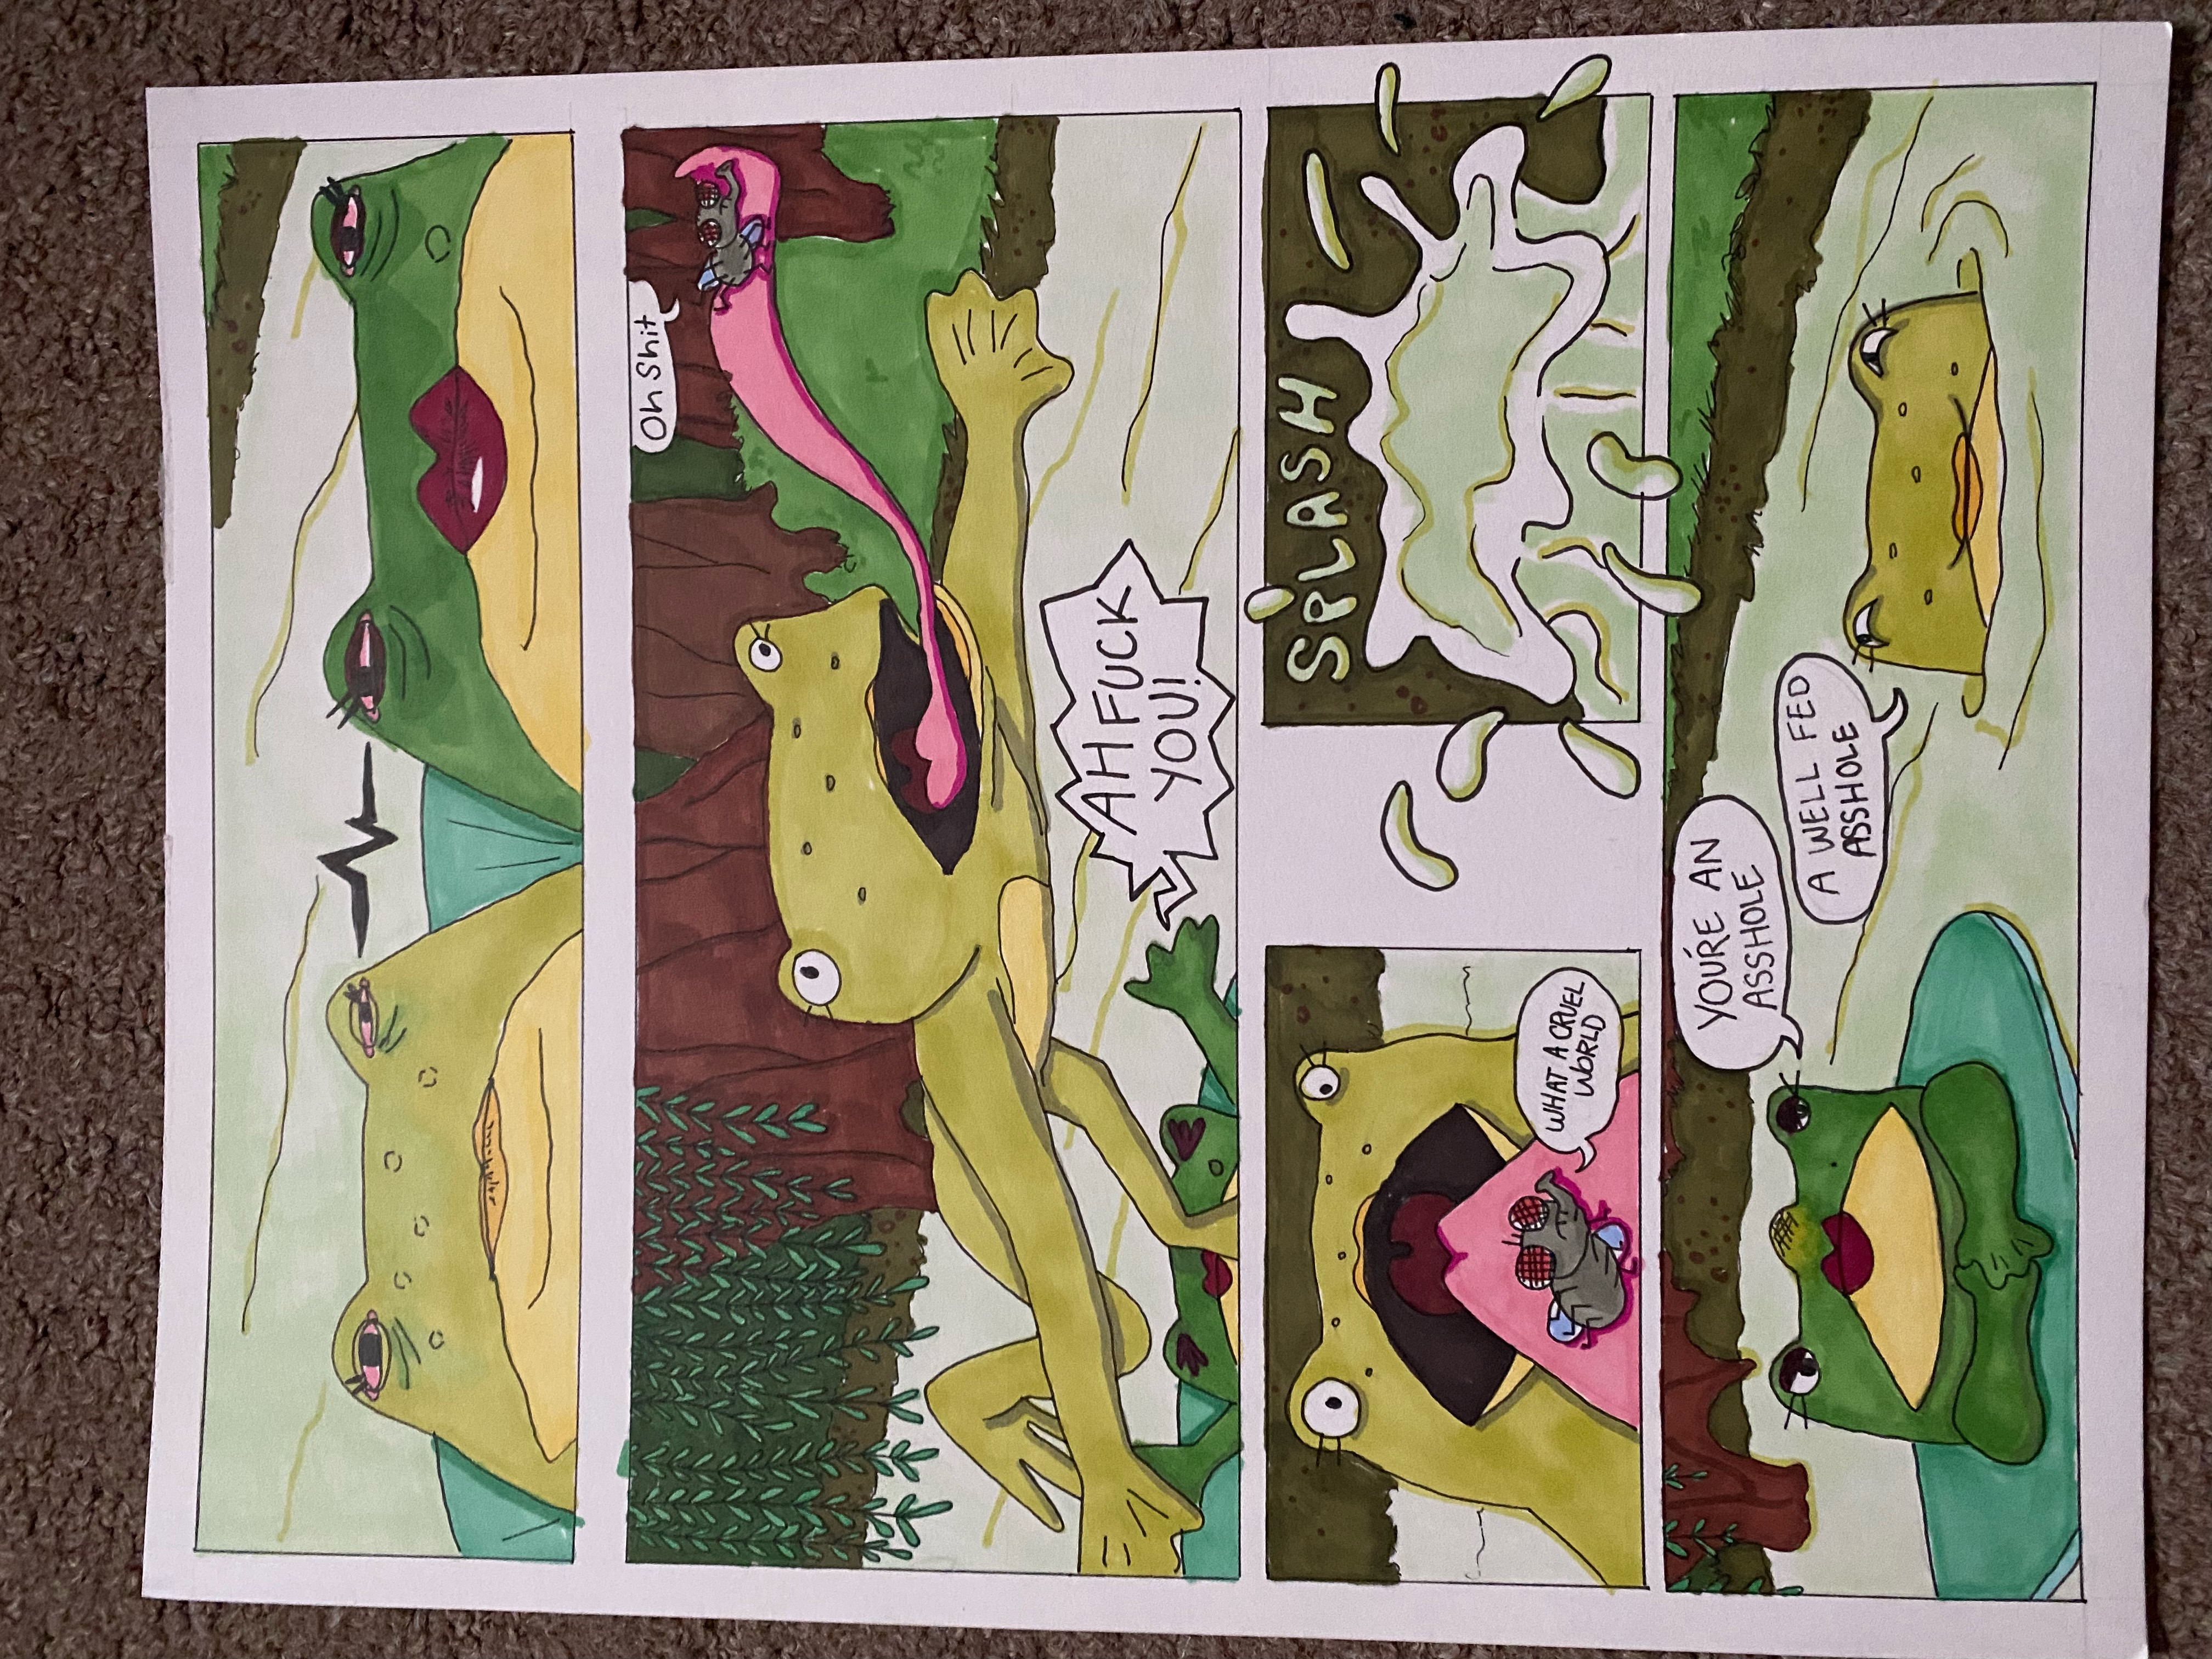 Oh Shit
AH FUCK
YOU!
WHAT A CRUEL
WORLD
SPLASH
YOU'RE AN
ASSHOLE
A WELL FED
ASSHOLE